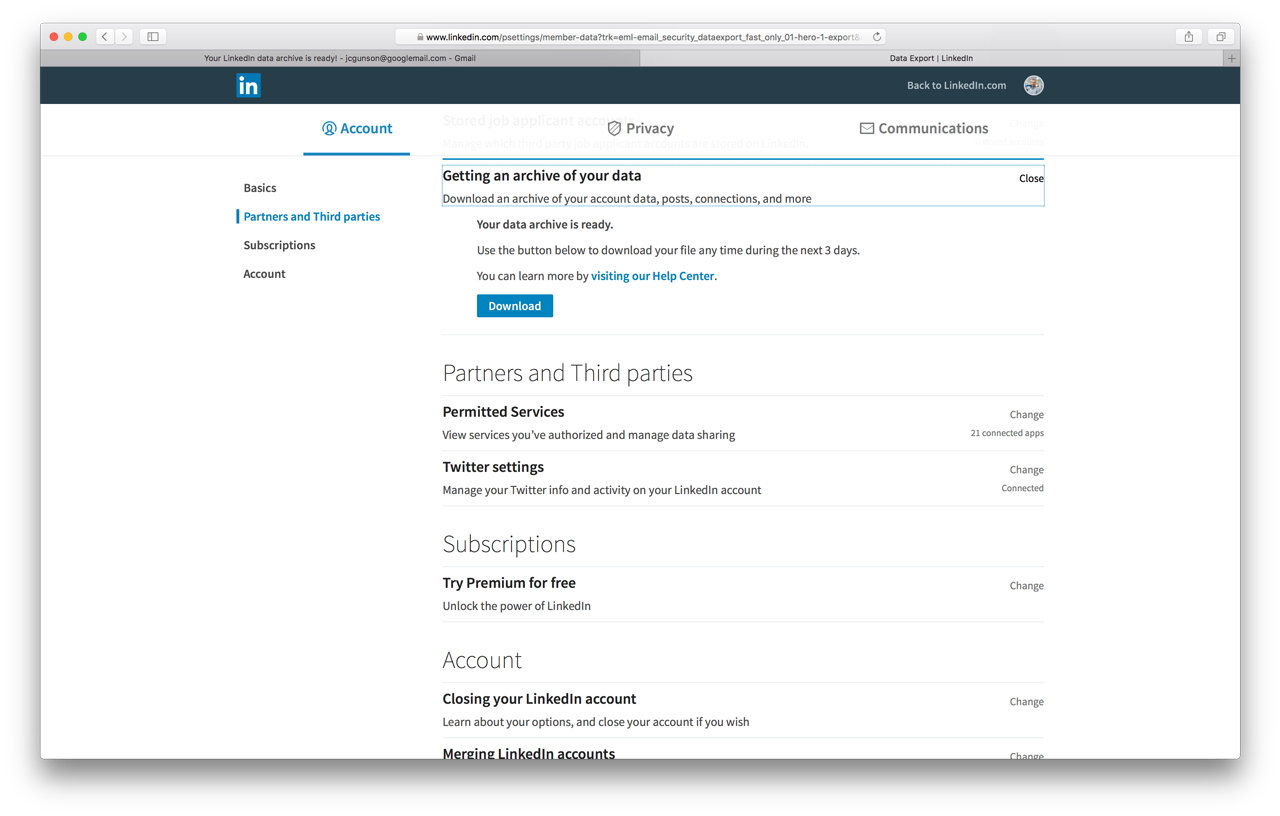 www.linkedin.com/psettings/member-data?trk=eml-email_security_dataexport_fast_only_01-hero-1-export&
Your LinkedIn data archive is ready! - jcgunson@googlemail.com - Gmail
Data Export | LinkedIn
in
Back to LinkedIn.com
Account
Privacy
Communications
Stored job applicant accounts
Change
Manage which third party job applicant accounts are stored on LinkedIn.
Basics
Partners and Third parties
Subscriptions
Account
Getting an archive of your data
Close
Download an archive of your account data, posts, connections, and more
Your data archive is ready.
Use the button below to download your file any time during the next 3 days.
You can learn more by visiting our Help Center.
Download
Partners and Third parties
Permitted Services
Change
View services you’ve authorized and manage data sharing
21 connected apps
Twitter settings
Change
Manage your Twitter info and activity on your LinkedIn account
Connected
Subscriptions
Try Premium for free
Change
Unlock the power of LinkedIn
Account
Closing your LinkedIn account
Change
Learn about your options, and close your account if you wish
Merging LinkedIn accounts
Change